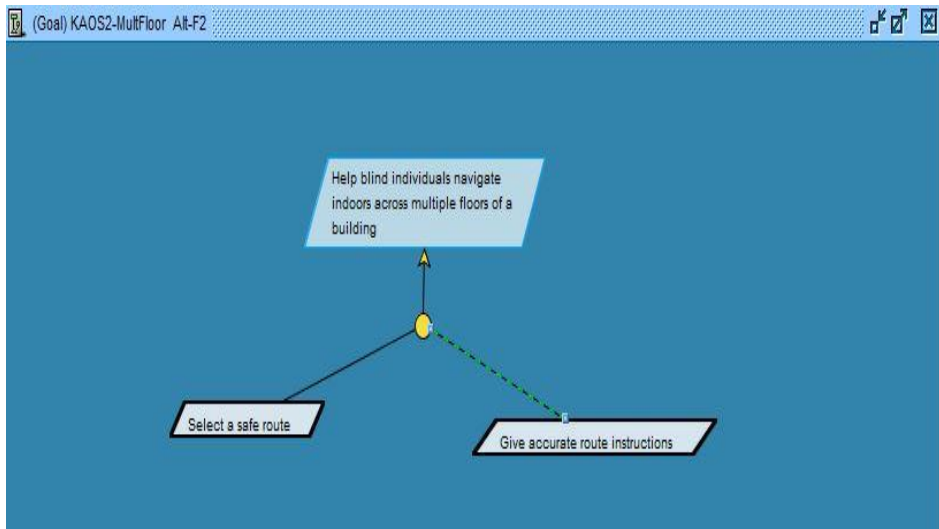 (Goal) KAOS2-MultFloor Alt-F2
Help blind individuals navigate
indoors across multiple floors of a
building
Select a safe route
Give accurate route instructions